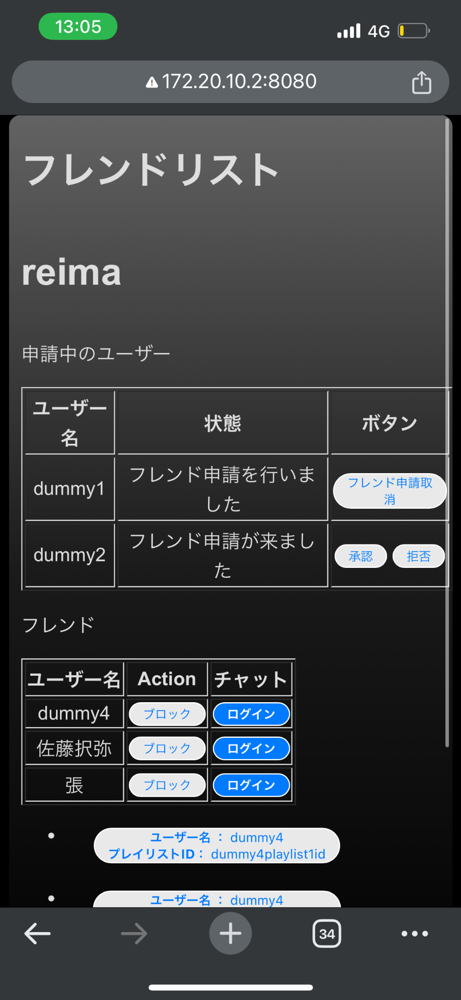 13:05
4G
172.20.10.2:8080
フレンドリスト
reima
申請中のユーザー
ユーザー
名
状態
ボタン
dummy1
フレンド申請を行いま
した
フレンド申請取
消
dummy2
フレンド申請が来まし
た
承認
拒否
フレンド
ユーザー名
Action
チャット
dummy4
ブロック
ログイン
佐藤択弥
ブロック
ログイン
張
ブロック
ログイン
ユーザー名 ： dummy4
プレイリストID： dummy4playlist1id
ユーザー名 ： dummy4
34